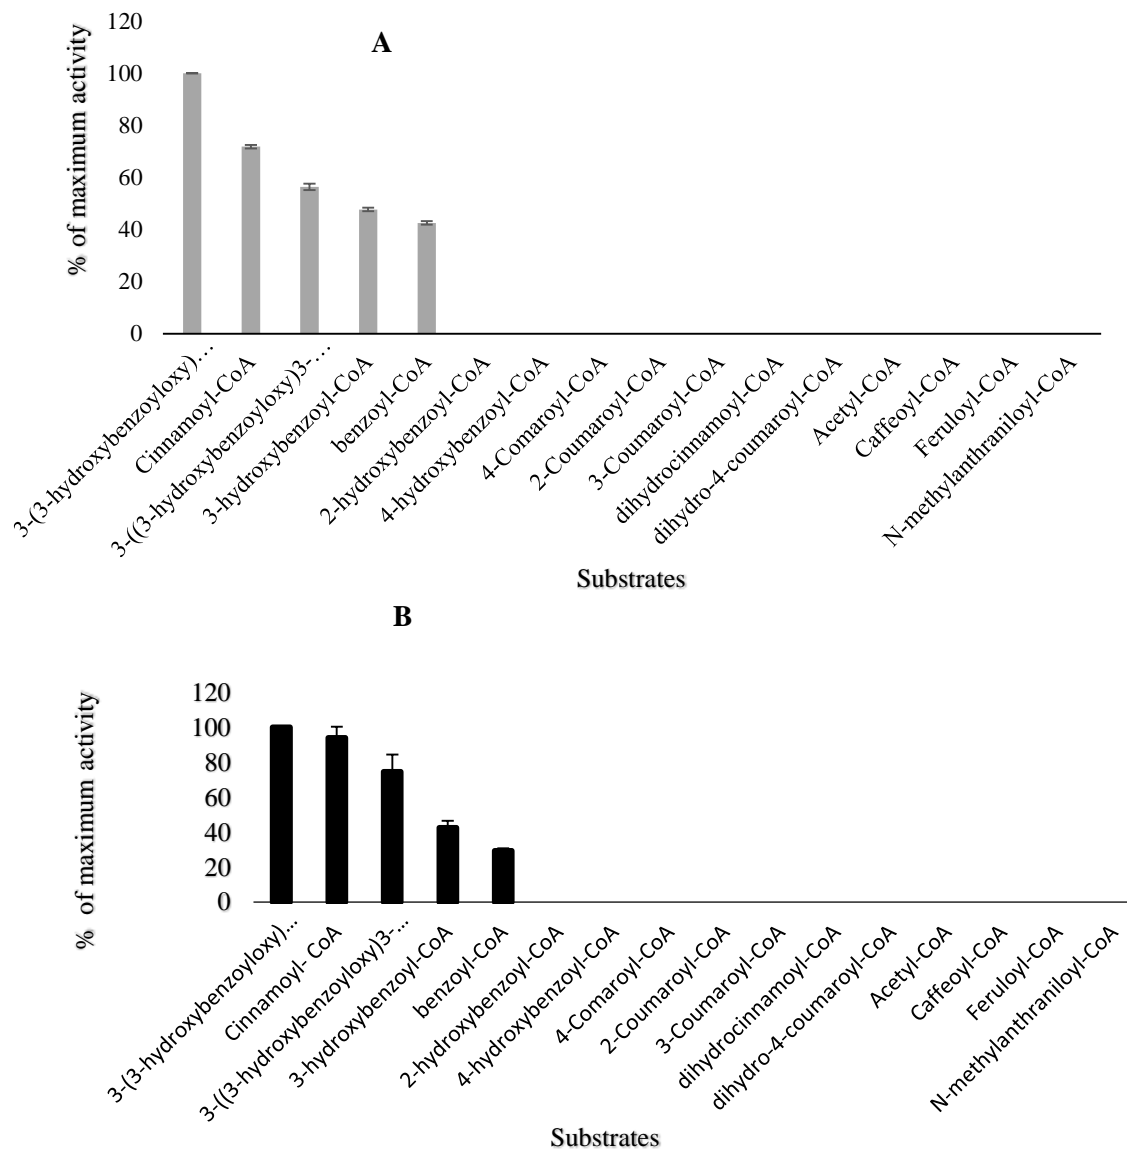 A
% of maximum activity
120
100
80
60
40
20
0
3-(3-hydroxybenzoyloxy)…
Cinnamoyl-CoA
3-((3-hydroxybenzoyloxy)3-…
3-hydroxybenzoyl-CoA
benzoyl-CoA
2-hydroxybenzoyl-CoA
4-hydroxybenzoyl-CoA
4-Comaroyl-CoA
2-Coumaroyl-CoA
3-Coumaroyl-CoA
dihydrocinnamoyl-CoA
dihydro-4-coumaroyl-CoA
Acetyl-CoA
Caffeoyl-CoA
Feruloyl-CoA
N-methylanthraniloyl-CoA
Substrates
B
% of maximum activity
120
100
80
60
40
20
0
3-(3-hydroxybenzoyloxy)…
Cinnamoyl- CoA
3-((3-hydroxybenzoyloxy)3-…
3-hydroxybenzoyl-CoA
benzoyl-CoA
2-hydroxybenzoyl-CoA
4-hydroxybenzoyl-CoA
4-Comaroyl-CoA
2-Coumaroyl-CoA
3-Coumaroyl-CoA
dihydrocinnamoyl-CoA
dihydro-4-coumaroyl-CoA
Acetyl-CoA
Caffeoyl-CoA
Feruloyl-CoA
N-methylanthraniloyl-CoA
Substrates